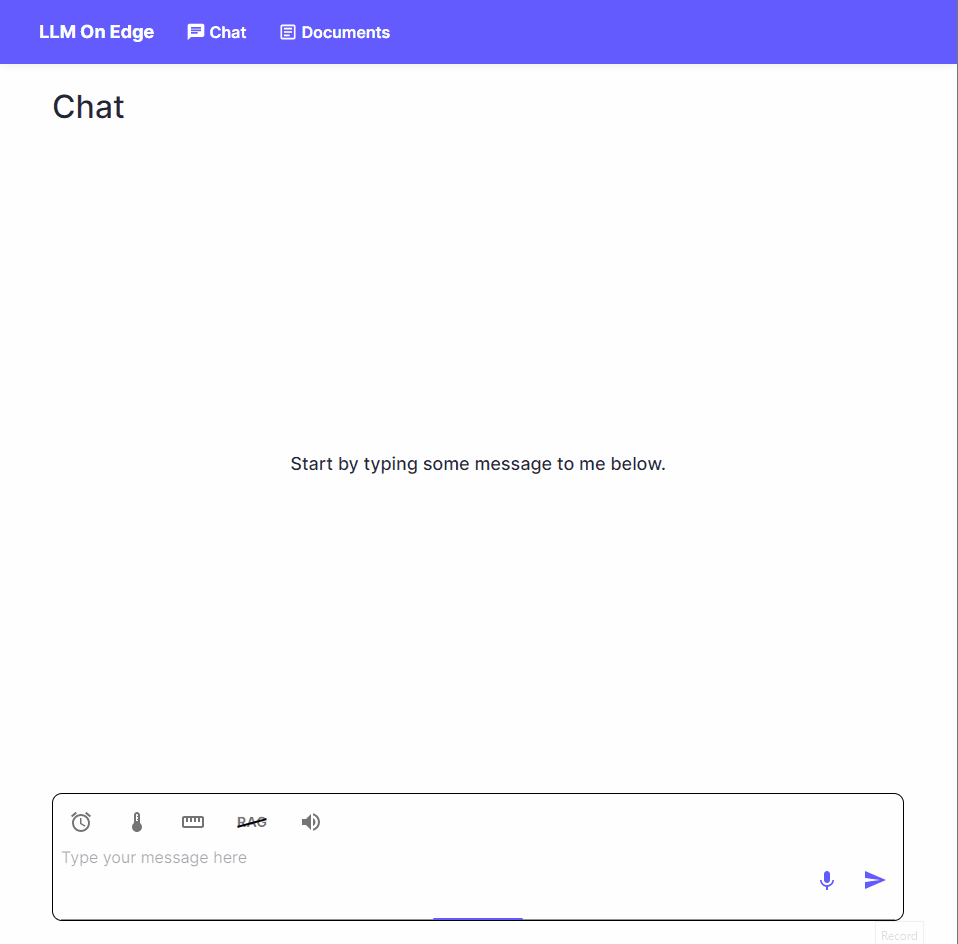 LLM On Edge Chat Documents
Chat
Start by typing some message to me below.
RAG
Type your message here
Record